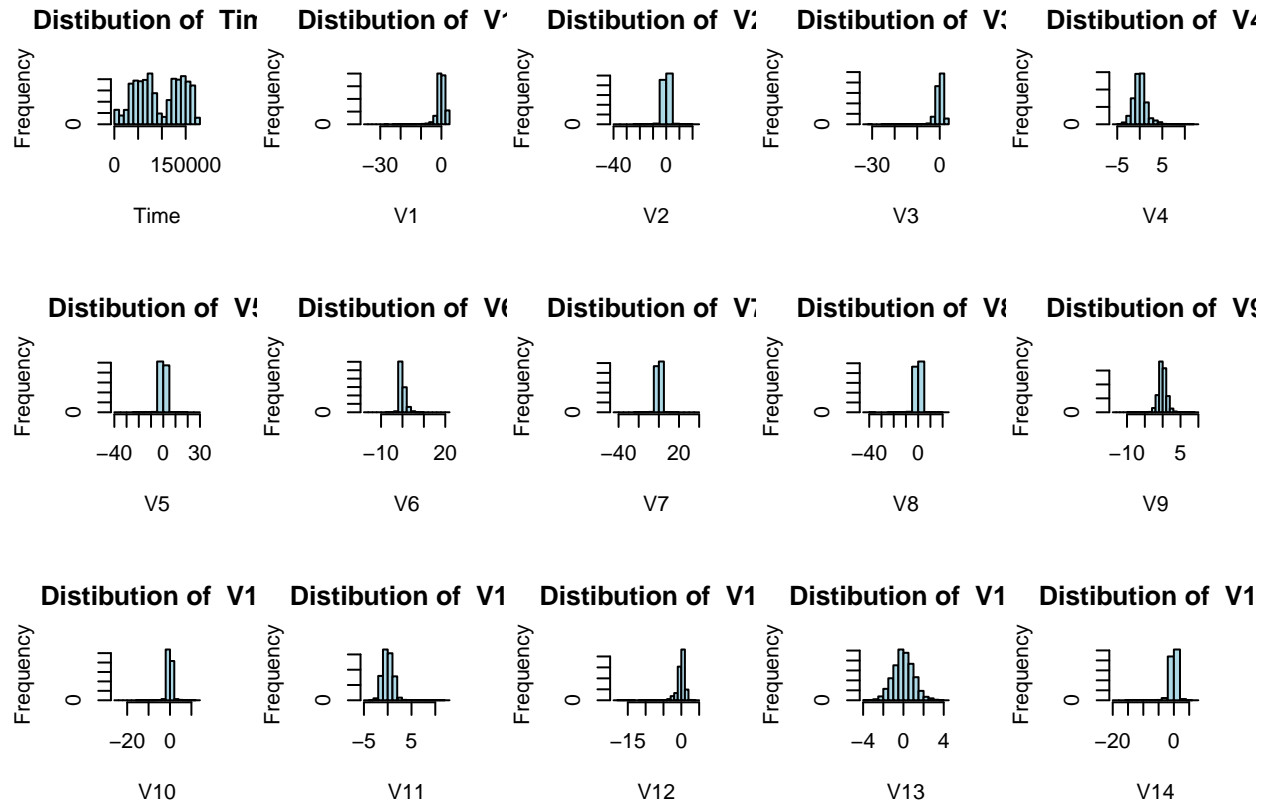 Distibution of Tim
Frequency
0
0 150000
Time
Distibution of V1
Frequency
0
−30 0
V1
Distibution of V2
Frequency
0
−40 0
V2
Distibution of V3
Frequency
0
−30 0
V3
Distibution of V4
Frequency
0
−5 5
V4
Distibution of V5
Frequency
0
−40 0 30
V5
Distibution of V6
Frequency
0
−10 20
V6
Distibution of V7
Frequency
0
−40 20
V7
Distibution of V8
Frequency
0
−40 0
V8
Distibution of V9
Frequency
0
−10 5
V9
Distibution of V1
Frequency
0
−20 0
V10
Distibution of V1
Frequency
0
−5 5
V11
Distibution of V1
Frequency
0
−15 0
V12
Distibution of V1
Frequency
0
−4 0 4
V13
Distibution of V1
Frequency
0
−20 0
V14